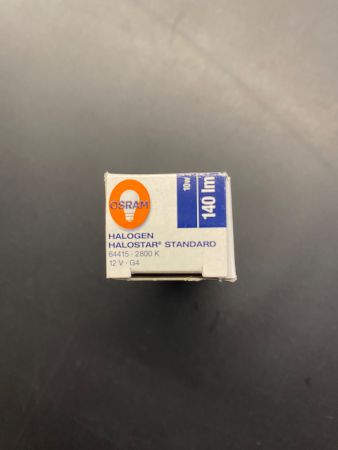 OSRAM
10w
140 lm
HALOGEN
HALOSTAR® STANDARD
64415 - 2800 K
12 V - G4